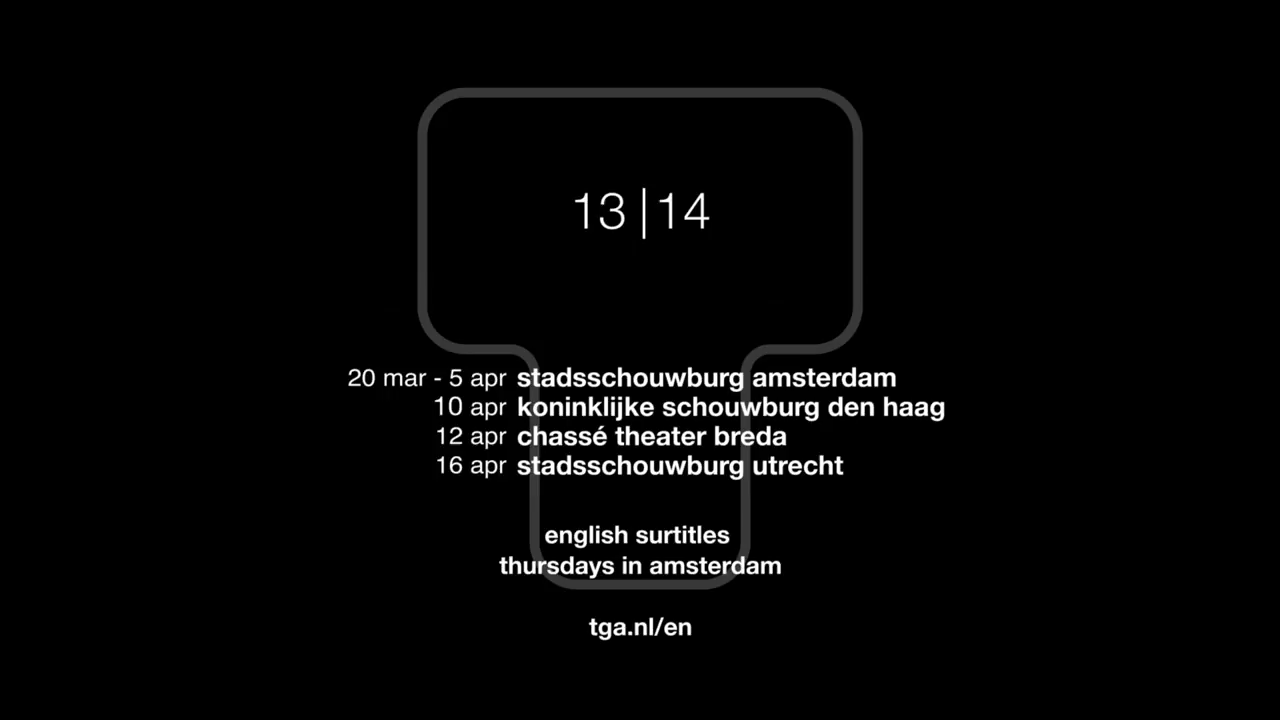 13|14
20 mar - 5 apr stadsschouwburg amsterdam
10 apr koninklijke schouwburg den haag
12 apr chassé theater breda
16 apr stadsschouwburg utrecht
english surtitles
thursdays in amsterdam
tga.nl/en